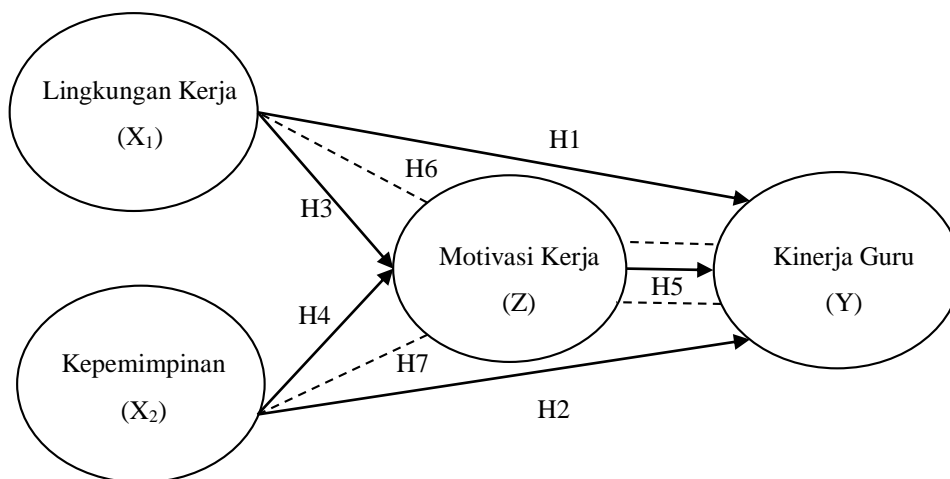 Lingkungan Kerja
(X₁)
H1
H6
H3
Motivasi Kerja
(Z)
H5
Kinerja Guru
(Y)
H4
Kepemimpinan
(X₂)
H7
H2